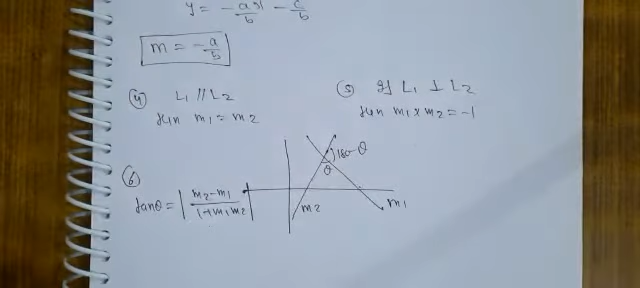 y = -ax/b - c/b
m = -a/b
(4) L₁ // L₂
then m₁ = m₂
(5) If L₁ ⊥ L₂
then m₁ × m₂ = -1
(6)
tanθ = | (m₂ - m₁)/(1+m₁m₂) |
180-θ
θ
m₂
m₁